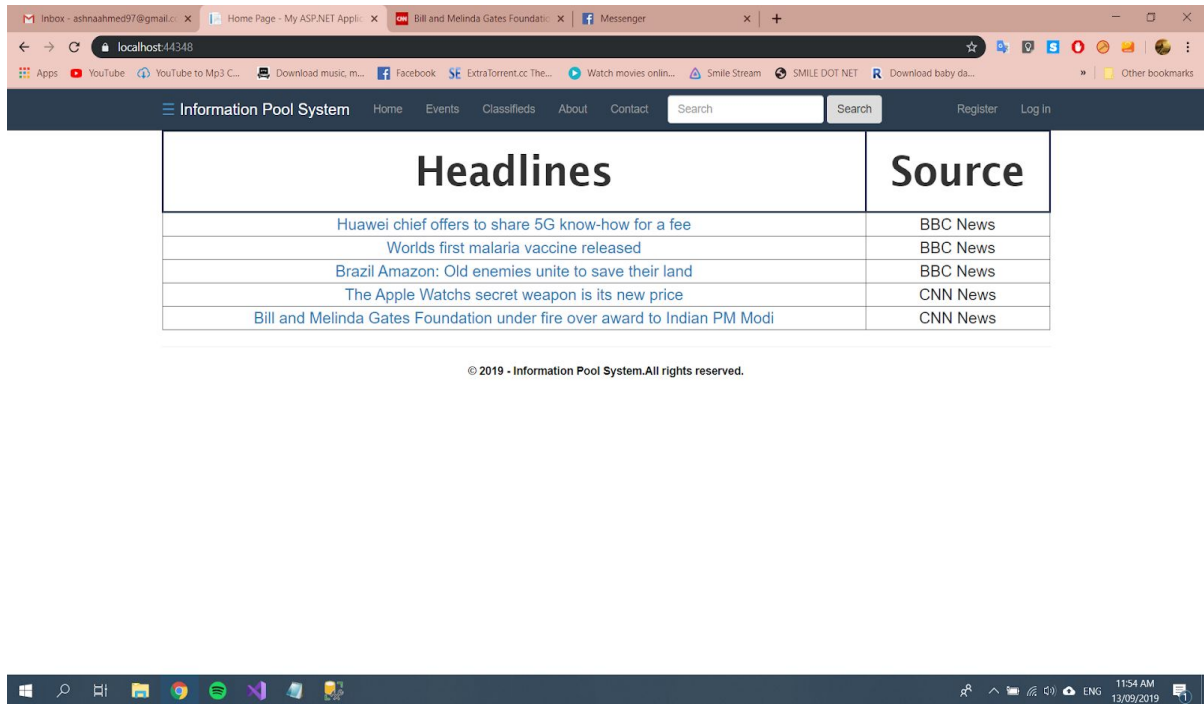 Inbox - ashnaahmed97@gmail.co
Home Page - My ASP.NET Applic
Bill and Melinda Gates Foundatio
Messenger
localhost:44348
Apps
YouTube
YouTube to Mp3 C...
Download music, m...
Facebook
ExtraTorrent.cc The...
Watch movies onlin...
Smile Stream
SMILE DOT NET
Download baby da...
»
Other bookmarks
Information Pool System
Home
Events
Classifieds
About
Contact
Search
Search
Register
Log in
Headlines
Source
Huawei chief offers to share 5G know-how for a fee
BBC News
Worlds first malaria vaccine released
BBC News
Brazil Amazon: Old enemies unite to save their land
BBC News
The Apple Watchs secret weapon is its new price
CNN News
Bill and Melinda Gates Foundation under fire over award to Indian PM Modi
CNN News
© 2019 - Information Pool System.All rights reserved.
ENG
11:54 AM
13/09/2019